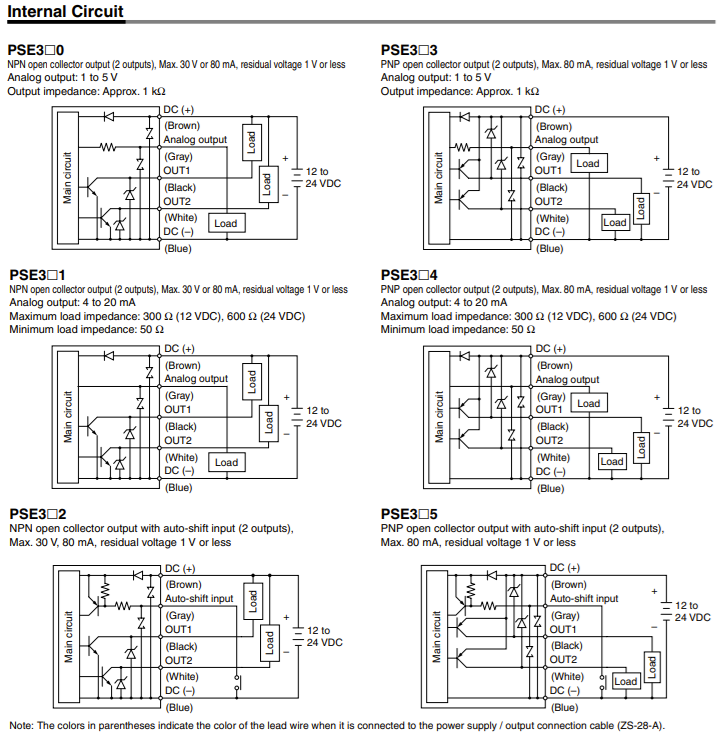 Internal Circuit
PSE3□0
NPN open collector output (2 outputs), Max. 30 V or 80 mA, residual voltage 1 V or less
Analog output: 1 to 5 V
Output impedance: Approx. 1 kΩ
Main circuit
DC (+)
(Brown)
Analog output
(Gray)
OUT1
(Black)
OUT2
(White)
DC (–)
(Blue)
Load
Load
Load
+
–
12 to
24 VDC
PSE3□3
PNP open collector output (2 outputs), Max. 80 mA, residual voltage 1 V or less
Analog output: 1 to 5 V
Output impedance: Approx. 1 kΩ
Main circuit
DC (+)
(Brown)
Analog output
(Gray)
OUT1
(Black)
OUT2
(White)
DC (–)
(Blue)
Load
Load
Load
+
–
12 to
24 VDC
PSE3□1
NPN open collector output (2 outputs), Max. 30 V or 80 mA, residual voltage 1 V or less
Analog output: 4 to 20 mA
Maximum load impedance: 300 Ω (12 VDC), 600 Ω (24 VDC)
Minimum load impedance: 50 Ω
Main circuit
DC (+)
(Brown)
Analog output
(Gray)
OUT1
(Black)
OUT2
(White)
DC (–)
(Blue)
Load
Load
Load
+
–
12 to
24 VDC
PSE3□4
PNP open collector output (2 outputs), Max. 80 mA, residual voltage 1 V or less
Analog output: 4 to 20 mA
Maximum load impedance: 300 Ω (12 VDC), 600 Ω (24 VDC)
Minimum load impedance: 50 Ω
Main circuit
DC (+)
(Brown)
Analog output
(Gray)
OUT1
(Black)
OUT2
(White)
DC (–)
(Blue)
Load
Load
Load
+
–
12 to
24 VDC
PSE3□2
NPN open collector output with auto-shift input (2 outputs),
Max. 30 V, 80 mA, residual voltage 1 V or less
Main circuit
DC (+)
(Brown)
Auto-shift input
(Gray)
OUT1
(Black)
OUT2
(White)
DC (–)
(Blue)
Load
Load
+
–
12 to
24 VDC
PSE3□5
PNP open collector output with auto-shift input (2 outputs),
Max. 80 mA, residual voltage 1 V or less
Main circuit
DC (+)
(Brown)
Auto-shift input
(Gray)
OUT1
(Black)
OUT2
(White)
DC (–)
(Blue)
Load
Load
+
–
12 to
24 VDC
Note: The colors in parentheses indicate the color of the lead wire when it is connected to the power supply / output connection cable (ZS-28-A).